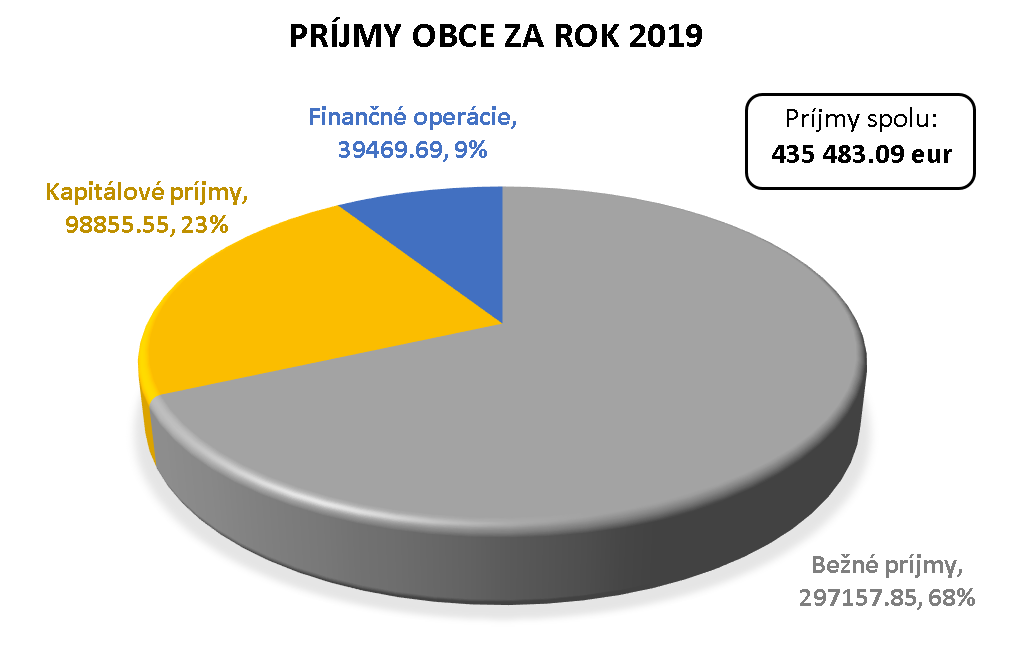 PRÍJMY OBCE ZA ROK 2019
Finančné operácie,
39469.69, 9%
Príjmy spolu:
435 483.09 eur
Kapitálové príjmy,
98855.55, 23%
Bežné príjmy,
297157.85, 68%